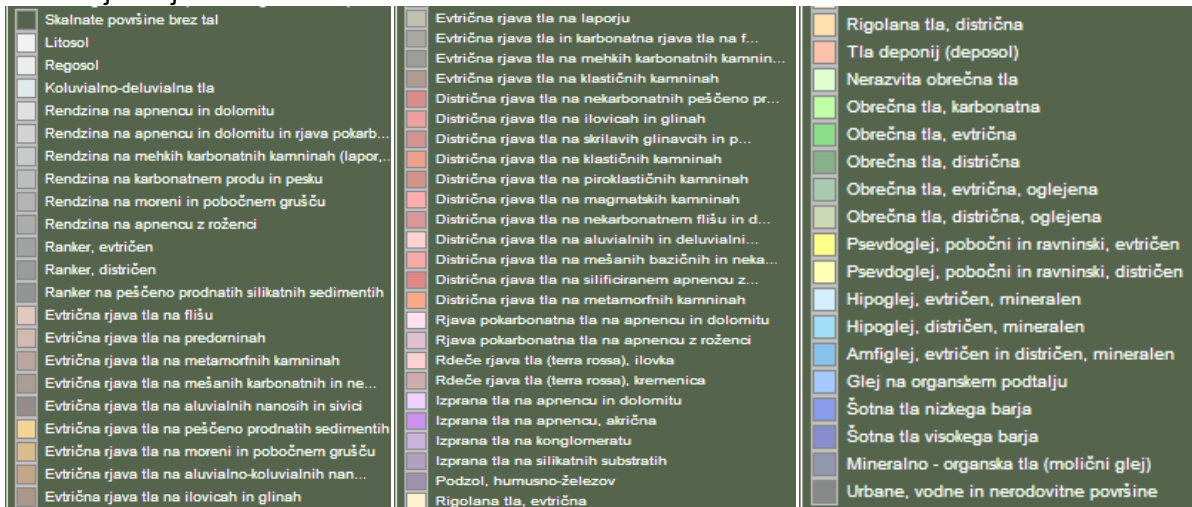 Skalnate površine brez tal
Litosol
Regosol
Koluvialno-deluvialna tla
Rendzina na apnencu in dolomitu
Rendzina na apnencu in dolomitu in rjava pokarb...
Rendzina na mehkih karbonatnih kamninah (lapor,..
Rendzina na karbonatnem produ in pesku
Rendzina na moreni in pobočnem grušču
Rendzina na apnencu z roženci
Ranker, evtričen
Ranker, distričen
Ranker na peščeno prodnatih silikatnih sedimentih
Evtrična rjava tla na flišu
Evtrična rjava tla na predorninah
Evtrična rjava tla na metamorfnih kamninah
Evtrična rjava tla na mešanih karbonatnih in ne...
Evtrična rjava tla na aluvialnih nanosih in sivici
Evtrična rjava tla na peščeno prodnatih sedimentih
Evtrična rjava tla na moreni in pobočnem grušču
Evtrična rjava tla na aluvialno-koluvialnih nan...
Evtrična rjava tla na ilovicah in glinah
Evtrična rjava tla na laporju
Evtrična rjava tla in karbonatna rjava tla na f...
Evtrična rjava tla na mehkih karbonatnih kamnin...
Evtrična rjava tla na klastičnih kamninah
Distrična rjava tla na nekarbonatnih peščeno pr...
Distrična rjava tla na ilovicah in glinah
Distrična rjava tla na skrilavih glinavcih in p...
Distrična rjava tla na klastičnih kamninah
Distrična rjava tla na piroklastičnih kamninah
Distrična rjava tla na magmatskih kamninah
Distrična rjava tla na nekarbonatnem flišu in d...
Distrična rjava tla na aluvialnih in deluvialni...
Distrična rjava tla na mešanih bazičnih in neka...
Distrična rjava tla na silificiranem apnencu z...
Distrična rjava tla na metamorfnih kamninah
Rjava pokarbonatna tla na apnencu in dolomitu
Rjava pokarbonatna tla na apnencu z roženci
Rdeče rjava tla (terra rossa), ilovka
Rdeče rjava tla (terra rossa), kremenica
Izprana tla na apnencu in dolomitu
Izprana tla na apnencu, akrična
Izprana tla na konglomeratu
Izprana tla na silikatnih substratih
Podzol, humusno-železov
Rigolana tla, evtrična
Rigolana tla, distrična
Tla deponij (deposol)
Nerazvita obrečna tla
Obrečna tla, karbonatna
Obrečna tla, evtrična
Obrečna tla, distrična
Obrečna tla, evtrična, oglejena
Obrečna tla, distrična, oglejena
Psevdoglej, pobočni in ravninski, evtričen
Psevdoglej, pobočni in ravninski, distričen
Hipoglej, evtričen, mineralen
Hipoglej, distričen, mineralen
Amfiglej, evtričen in distričen, mineralen
Glej na organskem podtalju
Šotna tla nizkega barja
Šotna tla visokega barja
Mineralno - organska tla (molični glej)
Urbane, vodne in nerodovitne površine